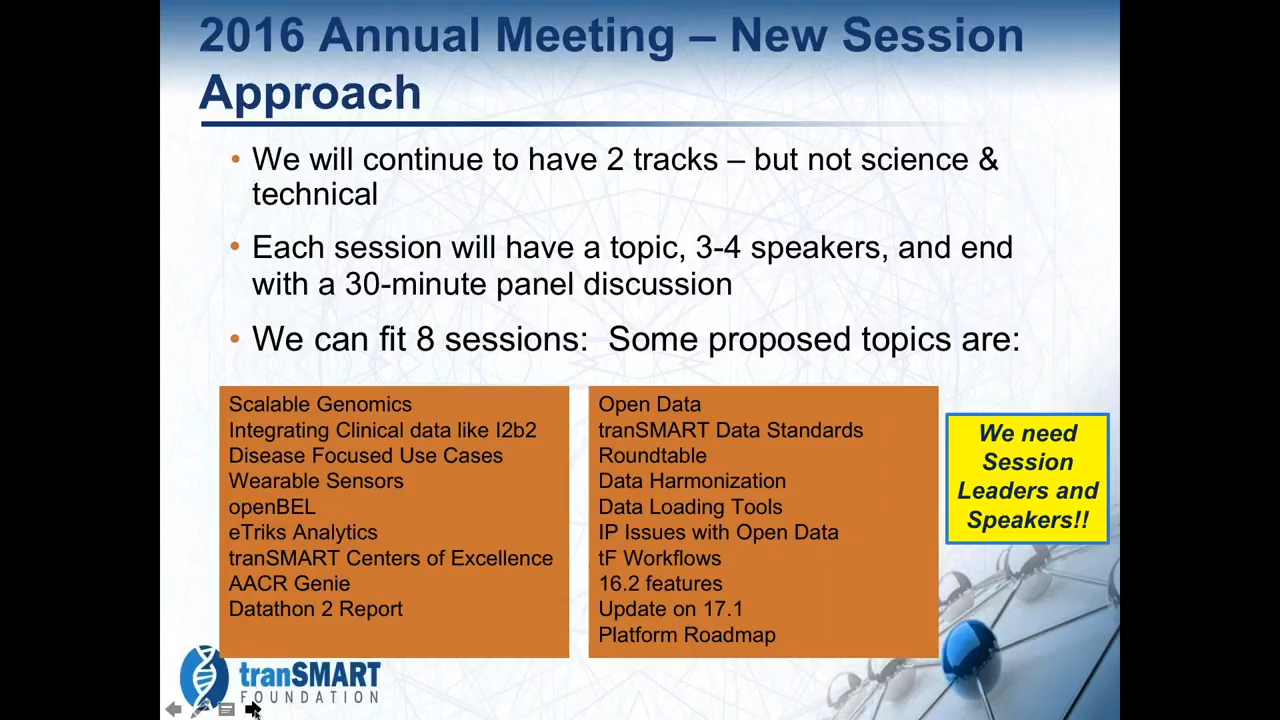 2016 Annual Meeting – New Session
Approach
• We will continue to have 2 tracks – but not science &
technical
• Each session will have a topic, 3-4 speakers, and end
with a 30-minute panel discussion
• We can fit 8 sessions:  Some proposed topics are:
Scalable Genomics
Integrating Clinical data like I2b2
Disease Focused Use Cases
Wearable Sensors
openBEL
eTriks Analytics
tranSMART Centers of Excellence
AACR Genie
Datathon 2 Report
Open Data
tranSMART Data Standards
Roundtable
Data Harmonization
Data Loading Tools
IP Issues with Open Data
tF Workflows
16.2 features
Update on 17.1
Platform Roadmap
We need
Session
Leaders and
Speakers!!
tranSMART
FOUNDATION